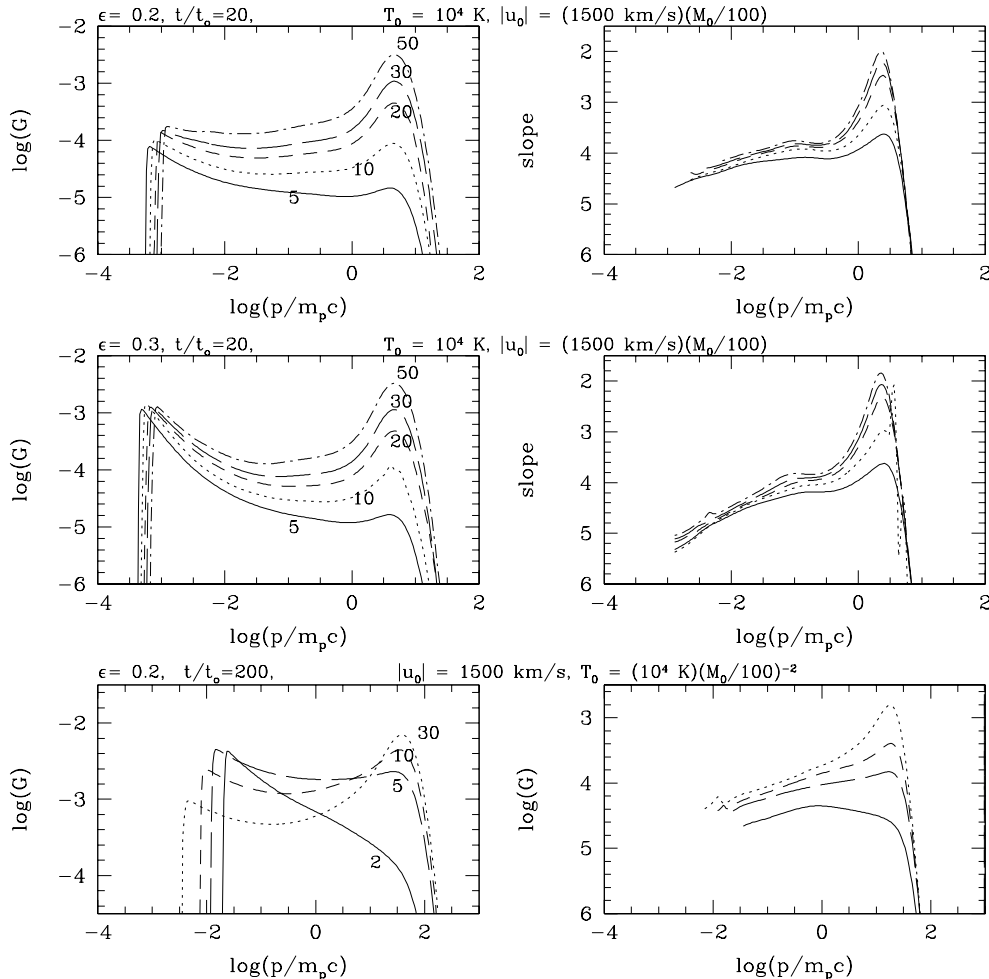 ϵ= 0.2, t/tₒ=20, T₀ = 10⁴ K, |u₀| = (1500 km/s)(M₀/100)
−1
−2
−3
−4
−5
−6
log(G)
50
30
20
10
5
−4 −2 0 2
log(p/mₚc)
2
3
4
5
6
slope
−4 −2 0 2
log(p/mₚc)
ϵ= 0.3, t/tₒ=20, T₀ = 10⁴ K, |u₀| = (1500 km/s)(M₀/100)
−2
−3
−4
−5
−6
log(G)
50
30
20
10
5
−4 −2 0 2
log(p/mₚc)
2
3
4
5
6
slope
−4 −2 0 2
log(p/mₚc)
ϵ= 0.2, t/tₒ=200, |u₀| = 1500 km/s, T₀ = (10⁴ K)(M₀/100)⁻²
−2
−3
−4
log(G)
30
10
5
2
−4 −2 0 2
log(p/mₚc)
3
4
5
6
log(G)
−4 −2 0 2
log(p/mₚc)